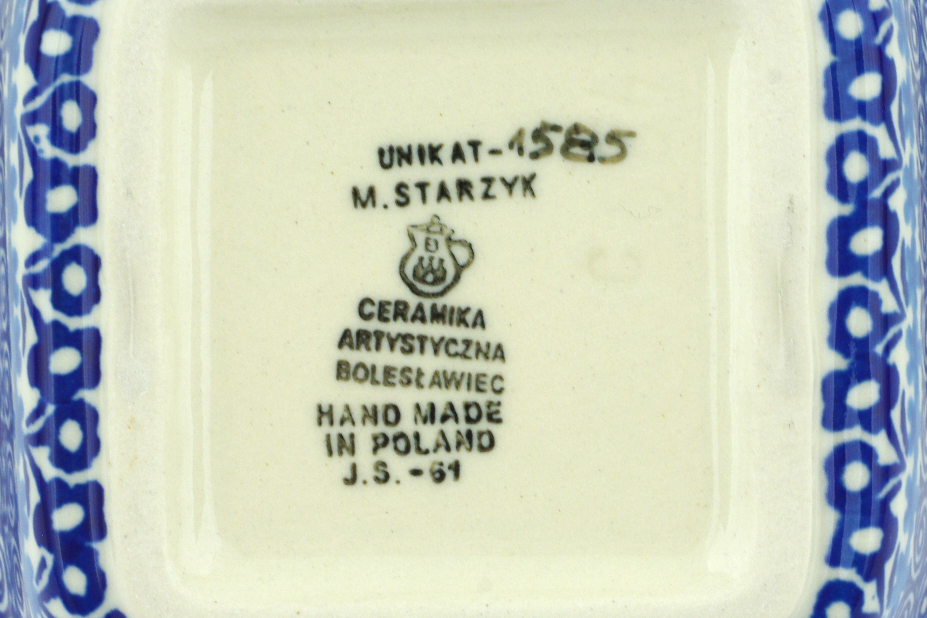 UNIKAT-1585
M. STARZYK
CERAMIKA
ARTYSTYCZNA
BOLESŁAWIEC
HAND MADE
IN POLAND
J.S.-61